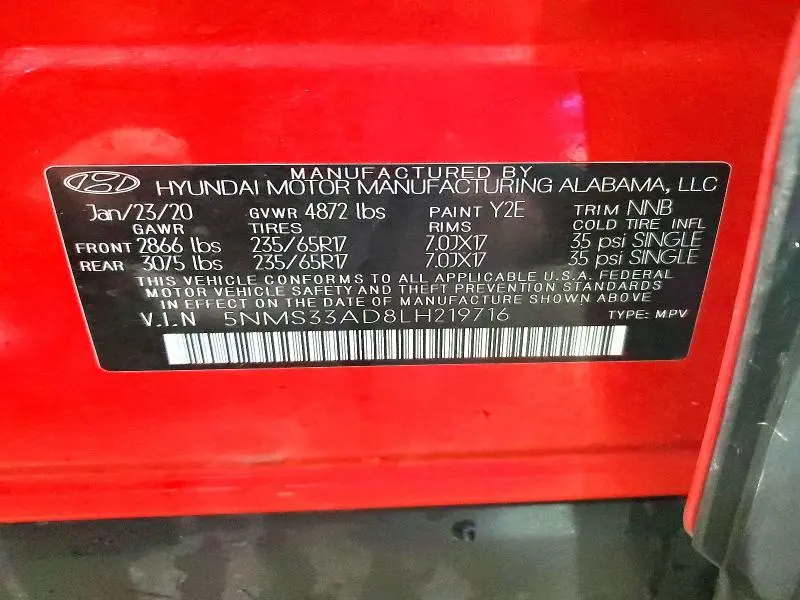 MANUFACTURED BY
HYUNDAI MOTOR MANUFACTURING ALABAMA, LLC
Jan/23/20 GVWR 4872 lbs PAINT Y2E TRIM NNB
GAWR TIRES RIMS COLD TIRE INFL
FRONT 2866 lbs 235/65R17 7.0JX17 35 psi SINGLE
REAR 3075 lbs 235/65R17 7.0JX17 35 psi SINGLE
THIS VEHICLE CONFORMS TO ALL APPLICABLE U.S.A. FEDERAL
MOTOR VEHICLE SAFETY AND THEFT PREVENTION STANDARDS
IN EFFECT ON THE DATE OF MANUFACTURE SHOWN ABOVE
V.I.N 5NMS33AD8LH219716 TYPE: MPV